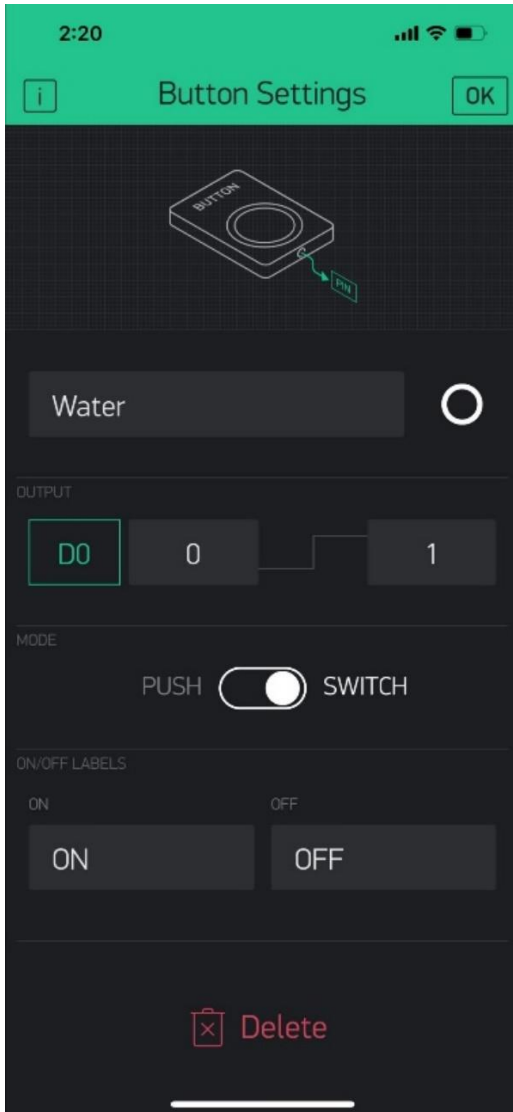 2:20
i Button Settings OK
BUTTON
PIN
Water
OUTPUT
D0 0 1
MODE
PUSH SWITCH
ON/OFF LABELS
ON OFF
ON OFF
Delete